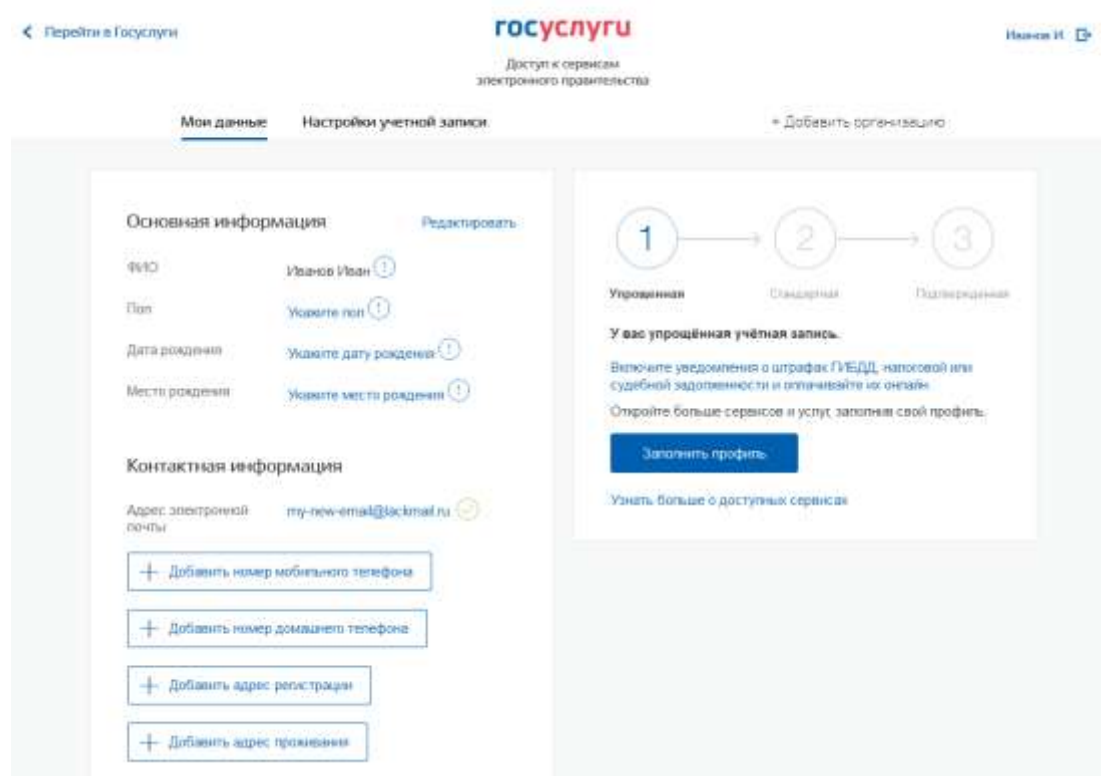 Перейти в Госуслуги
госуслуги
Иванов И.
Доступ к сервисам
электронного правительства
Мои данные
Настройки учетной записи
+ Добавить организацию
Основная информация
Редактировать
ФИО
Иванов Иван
Пол
Укажите пол
Дата рождения
Укажите дату рождения
Место рождения
Укажите место рождения
Контактная информация
Адрес электронной
почты
my-new-email@lackmail.ru
+ Добавить номер мобильного телефона
+ Добавить номер домашнего телефона
+ Добавить адрес регистрации
+ Добавить адрес проживания
1
2
3
Упрощенная
Стандартная
Подтвержденная
У вас упрощённая учётная запись.
Включите уведомления о штрафах ГИБДД, налоговой или
судебной задолженности и оплачивайте их онлайн.
Откройте больше сервисов и услуг, заполнив свой профиль.
Заполнить профиль
Узнать больше о доступных сервисах